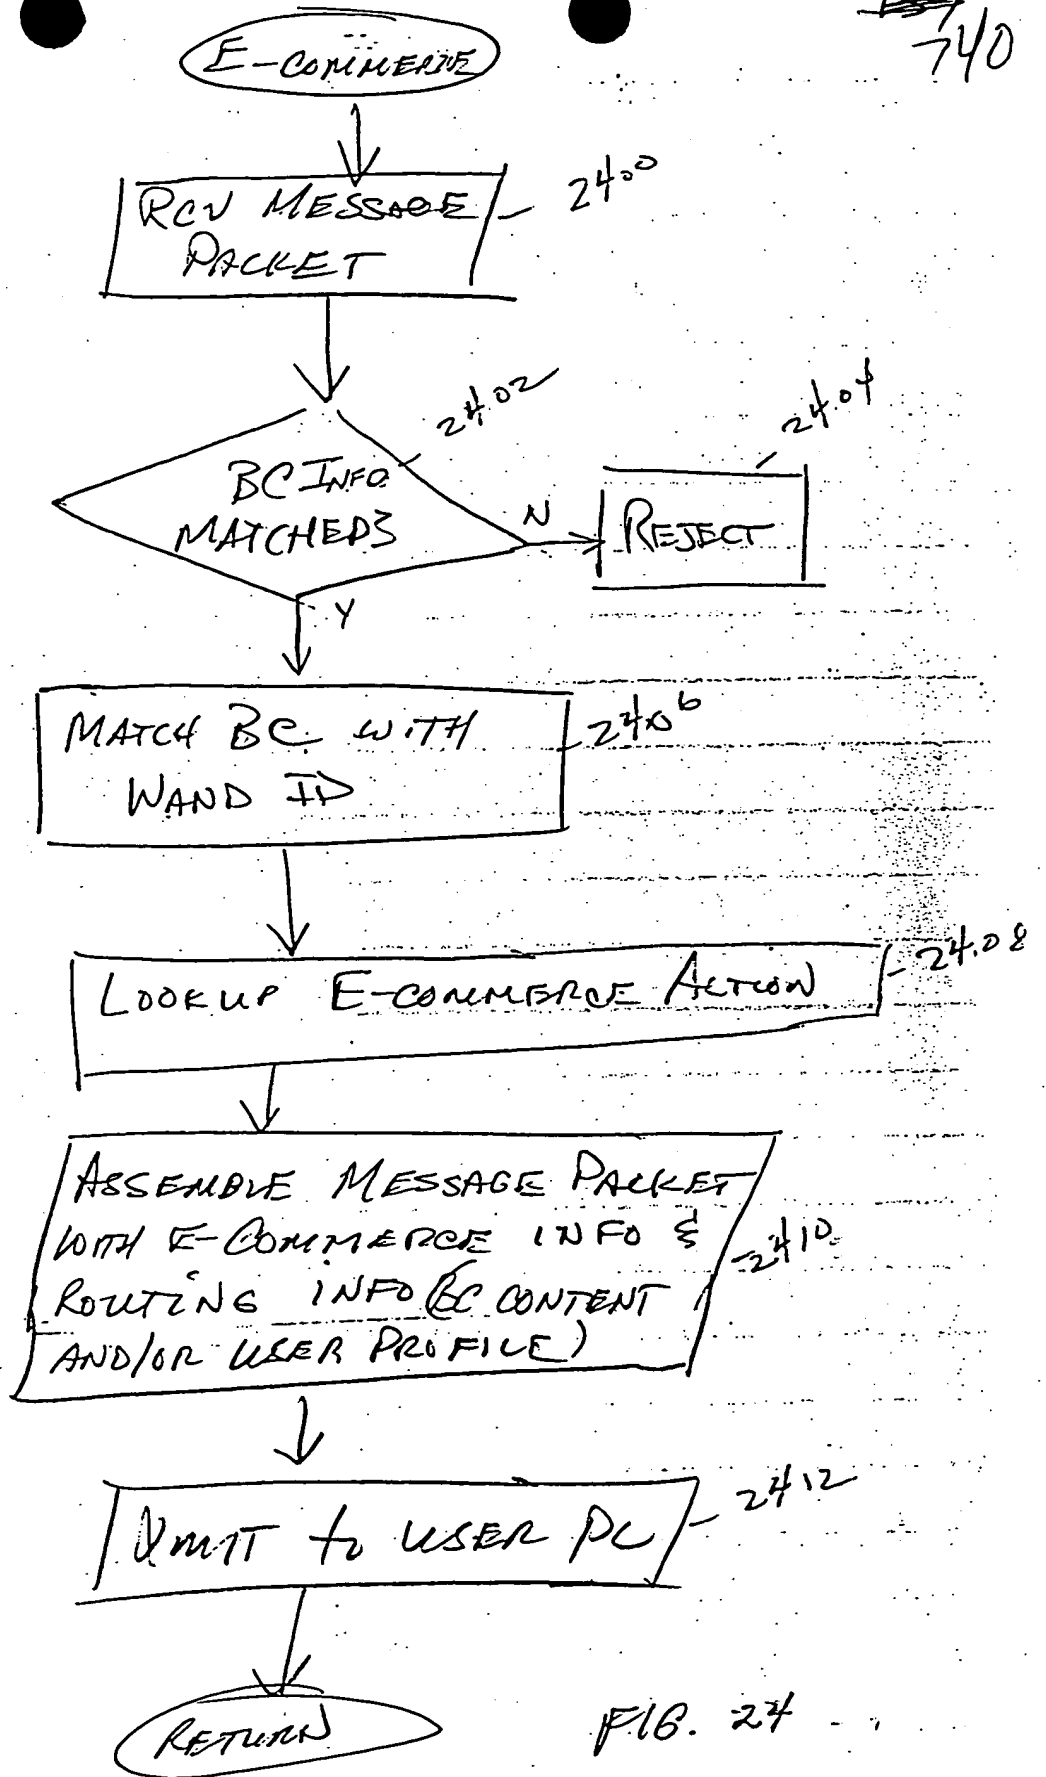 740
E-COMMERCE
RCV MESSAGE
PACKET
2400
2402
BC INFO
MATCHED?
N
2404
REJECT
Y
MATCH BC WITH
WAND ID
2406
LOOKUP E-COMMERCE ACTION
2408
ASSEMBLE MESSAGE PACKET
WITH E-COMMERCE INFO &
ROUTING INFO (BC CONTENT
AND/OR USER PROFILE)
2410
XMIT to USER PC
2412
RETURN
FIG. 24